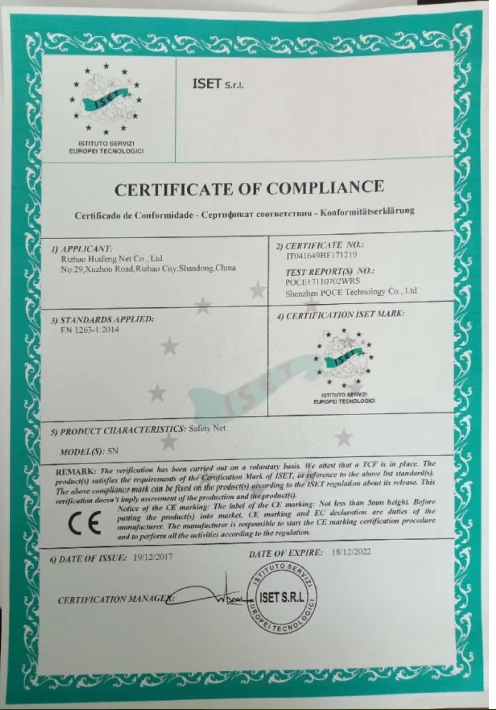 ISET S.r.l.
ISET
ISTITUTO SERVIZI
EUROPEI TECNOLOGICI
CERTIFICATE OF COMPLIANCE
Certificado de Conformidade - Сертификат соответствия - Konformitätserklärung
1) APPLICANT:
Rizhao Huifeng Net Co., Ltd
No.29,Xuzhou Road,Rizhao City,Shandong,China
2) CERTIFICATE NO.:
IT041649HF171219
TEST REPORT(S) NO.:
POCE17110702WRS
Shenzhen POCE Technology Co., Ltd.
3) STANDARDS APPLIED:
EN 1263-1:2014
4) CERTIFICATION ISET MARK:
ISET
ISTITUTO SERVIZI
EUROPEI TECNOLOGICI
ISET
5) PRODUCT CHARACTERISTICS: Safety Net
MODEL(S): SN
REMARK: The verification has been carried out on a voluntary basis. We attest that a TCF is in place. The
product(s) satisfies the requirements of the Certification Mark of ISET, in reference to the above list standard(s).
The above compliance mark can be fixed on the product(s) according to the ISET regulation about its release. This
verification doesn't imply assessment of the production and the product(s).
CE
Notice of the CE marking: The label of the CE marking: Not less than 5mm height. Before
putting the product(s) into market, CE marking and EC declaration are duties of the
manufacturer. The manufacturer is responsible to start the CE marking certification procedure
and to perform all the activities according to the regulation.
6) DATE OF ISSUE: 19/12/2017
DATE OF EXPIRE: 18/12/2022
CERTIFICATION MANAGER:
ISTITUTO SERVIZI
ISET S.R.L
EUROPEI TECNOLOGICI